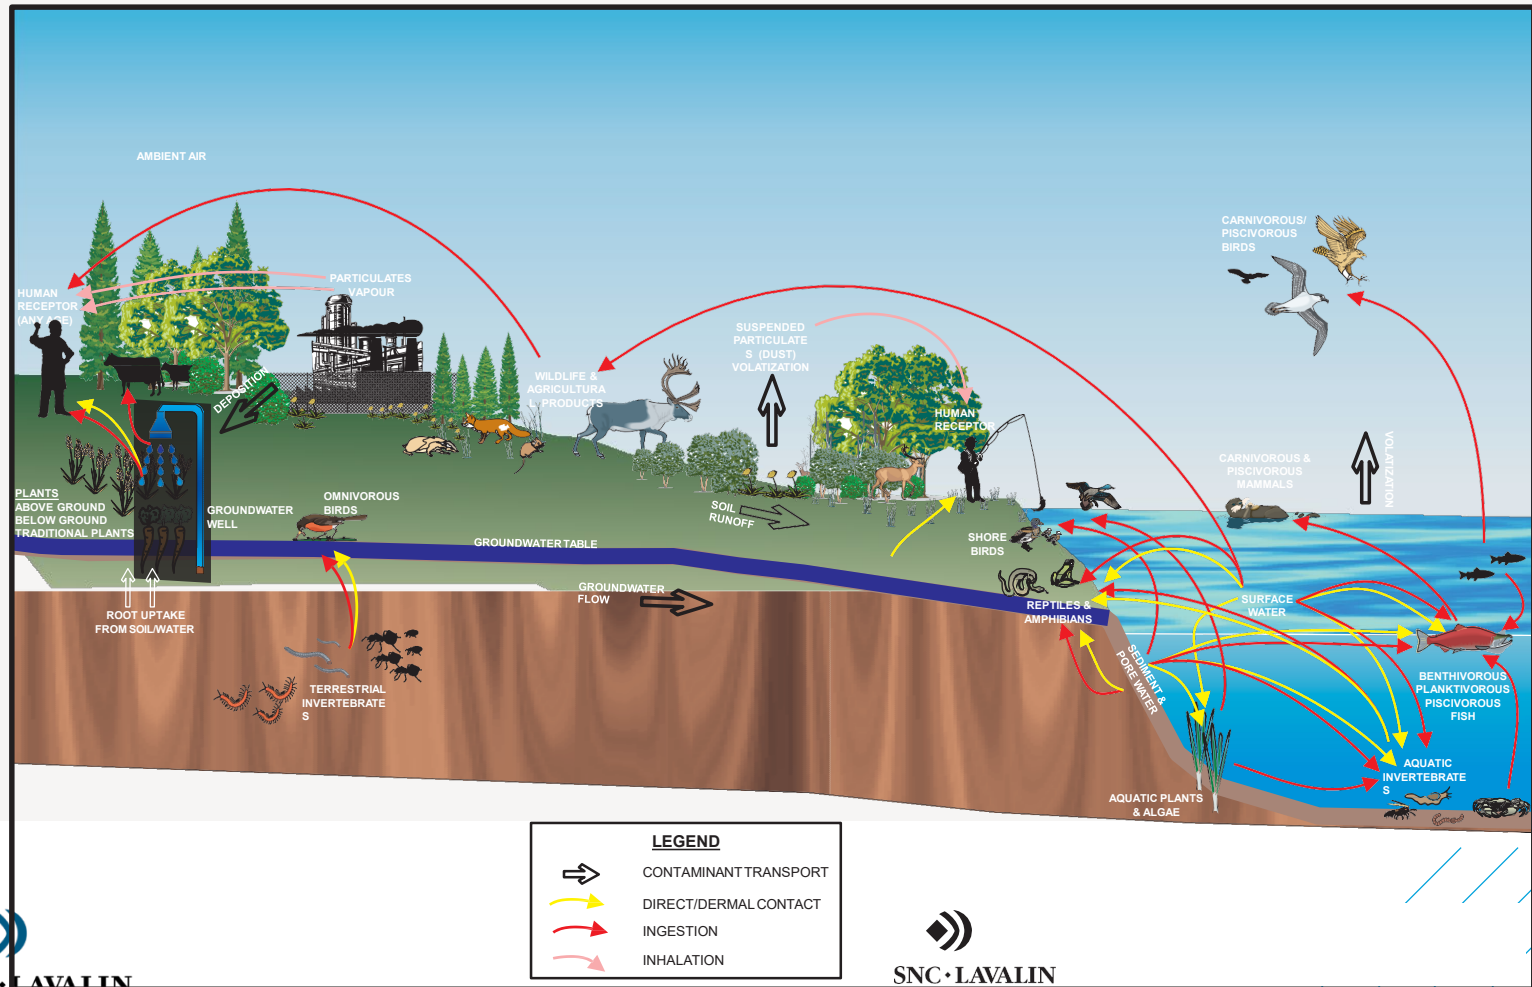 AMBIENT AIR
CARNIVOROUS/
PISCIVOROUS
BIRDS
HUMAN
RECEPTOR
(ANY AGE)
PARTICULATES
VAPOUR
SUSPENDED
PARTICULATE
S (DUST)
VOLATIZATION
DEPOSITION
WILDLIFE &
AGRICULTURA
L PRODUCTS
HUMAN
RECEPTOR
VOLATIZATION
CARNIVOROUS &
PISCIVOROUS
MAMMALS
PLANTS
ABOVE GROUND
BELOW GROUND
TRADITIONAL PLANTS
GROUNDWATER
WELL
OMNIVOROUS
BIRDS
SOIL
RUNOFF
SHORE
BIRDS
GROUNDWATER TABLE
GROUNDWATER
FLOW
ROOT UPTAKE
FROM SOIL/WATER
REPTILES &
AMPHIBIANS
SURFACE
WATER
SEDIMENT &
PORE WATER
TERRESTRIAL
INVERTEBRATE
S
BENTHIVOROUS
PLANKTIVOROUS
PISCIVOROUS
FISH
AQUATIC
INVERTEBRATE
S
AQUATIC PLANTS
& ALGAE
LEGEND
CONTAMINANT TRANSPORT
DIRECT/DERMAL CONTACT
INGESTION
INHALATION
SNC•LAVALIN
•LAVALIN